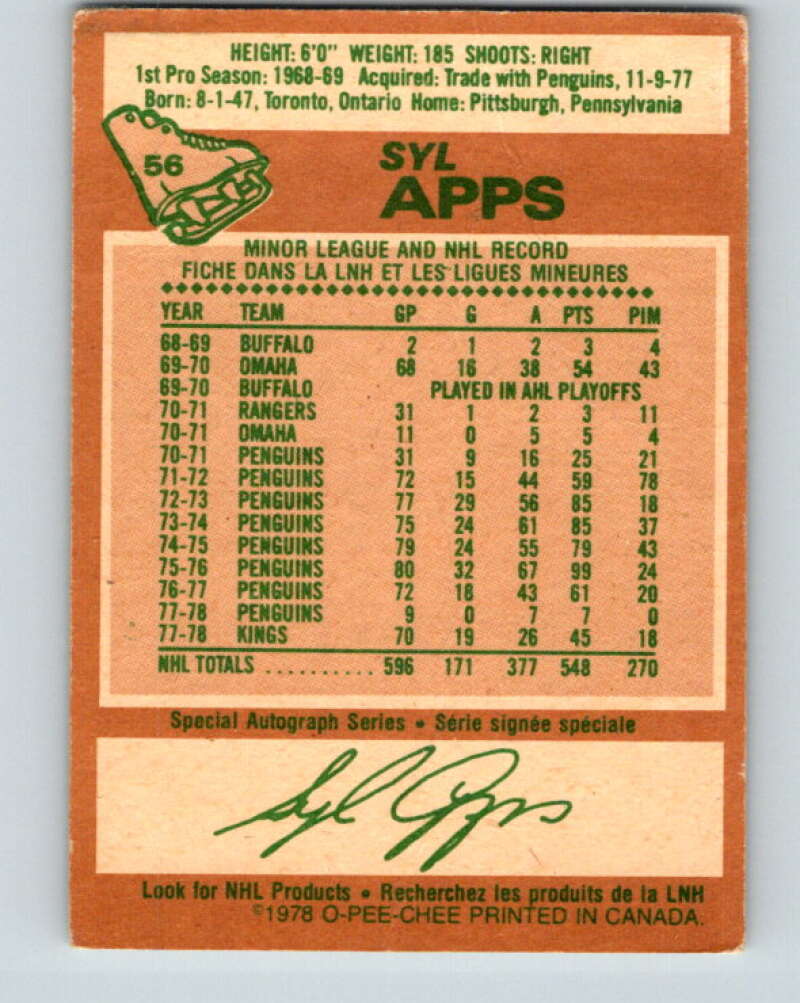 HEIGHT: 6'0" WEIGHT: 185 SHOOTS: RIGHT
1st Pro Season: 1968-69 Acquired: Trade with Penguins, 11-9-77
Born: 8-1-47, Toronto, Ontario Home: Pittsburgh, Pennsylvania
56
SYL
APPS
MINOR LEAGUE AND NHL RECORD
FICHE DANS LA LNH ET LES LIGUES MINEURES
YEAR TEAM GP G A PTS PIM
68-69 BUFFALO 2 1 2 3 4
69-70 OMAHA 68 16 38 54 43
69-70 BUFFALO PLAYED IN AHL PLAYOFFS
70-71 RANGERS 31 1 2 3 11
70-71 OMAHA 11 0 5 5 4
70-71 PENGUINS 31 9 16 25 21
71-72 PENGUINS 72 15 44 59 78
72-73 PENGUINS 77 29 56 85 18
73-74 PENGUINS 75 24 61 85 37
74-75 PENGUINS 79 24 55 79 43
75-76 PENGUINS 80 32 67 99 24
76-77 PENGUINS 72 18 43 61 20
77-78 PENGUINS 9 0 7 7 0
77-78 KINGS 70 19 26 45 18
NHL TOTALS .......... 596 171 377 548 270
Special Autograph Series • Série signée spéciale
Syl Apps
Look for NHL Products • Recherchez les produits de la LNH
©1978 O-PEE-CHEE PRINTED IN CANADA.